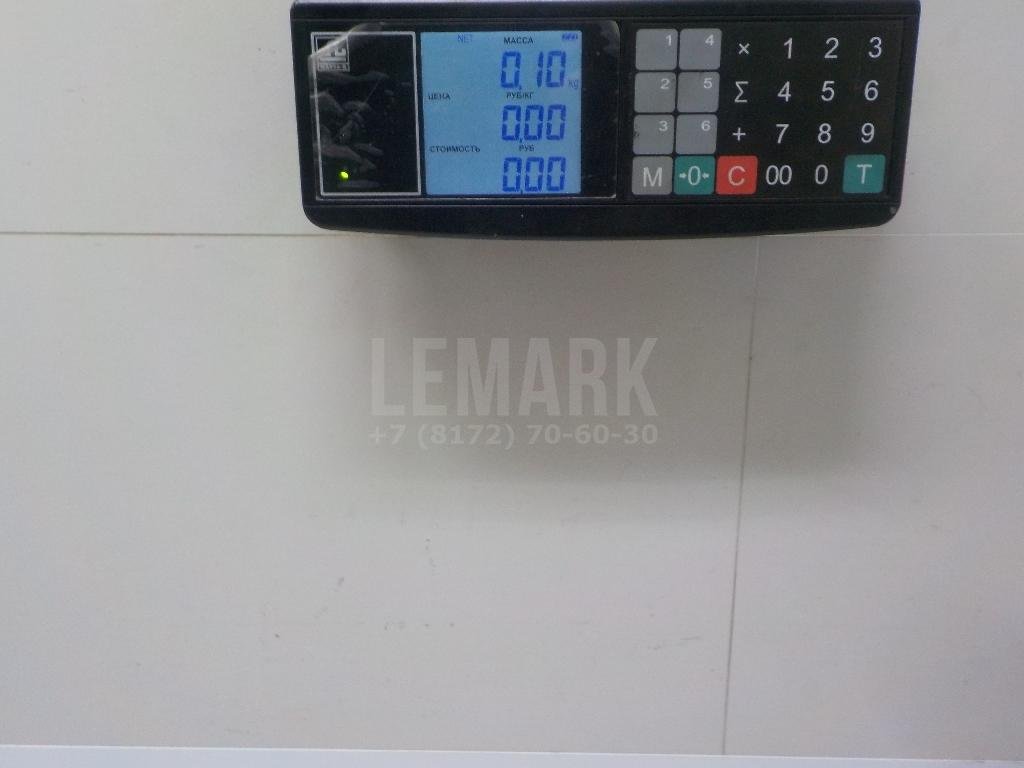 NET МАССА
0,10 kg
ЦЕНА РУБ/КГ
0,00
СТОИМОСТЬ РУБ
0,00
1 4 × 1 2 3
2 5 Σ 4 5 6
3 6 + 7 8 9
M →0← C 00 0 T
LEMARK
+7 (8172) 70-60-30